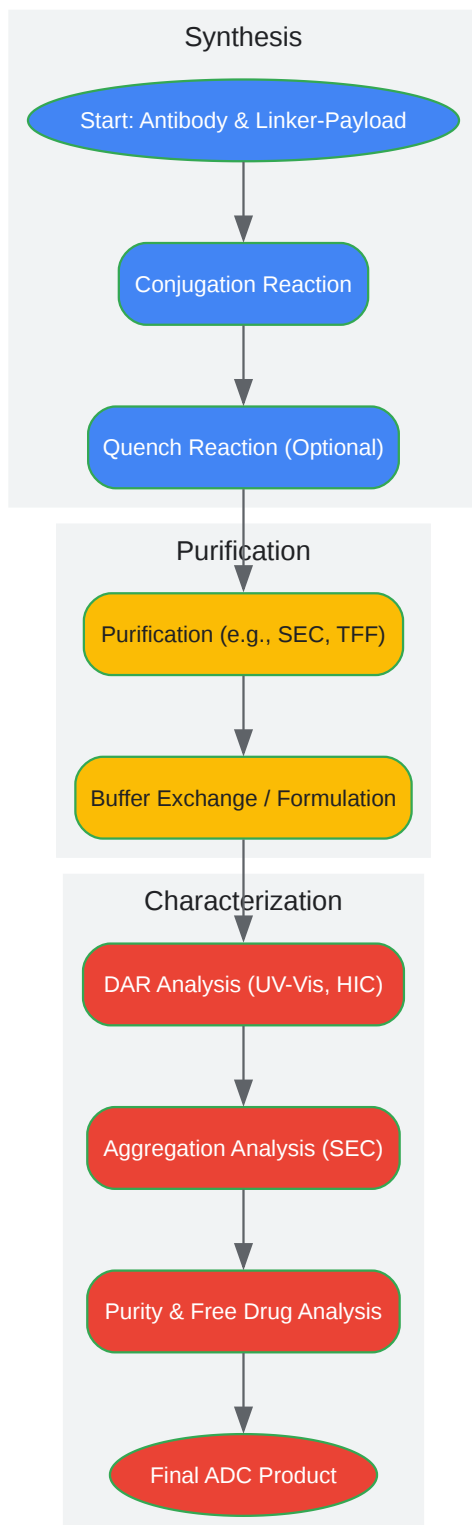 Synthesis
Start: Antibody & Linker-Payload
Conjugation Reaction
Quench Reaction (Optional)
Purification
Purification (e.g., SEC, TFF)
Buffer Exchange / Formulation
Characterization
DAR Analysis (UV-Vis, HIC)
Aggregation Analysis (SEC)
Purity & Free Drug Analysis
Final ADC Product